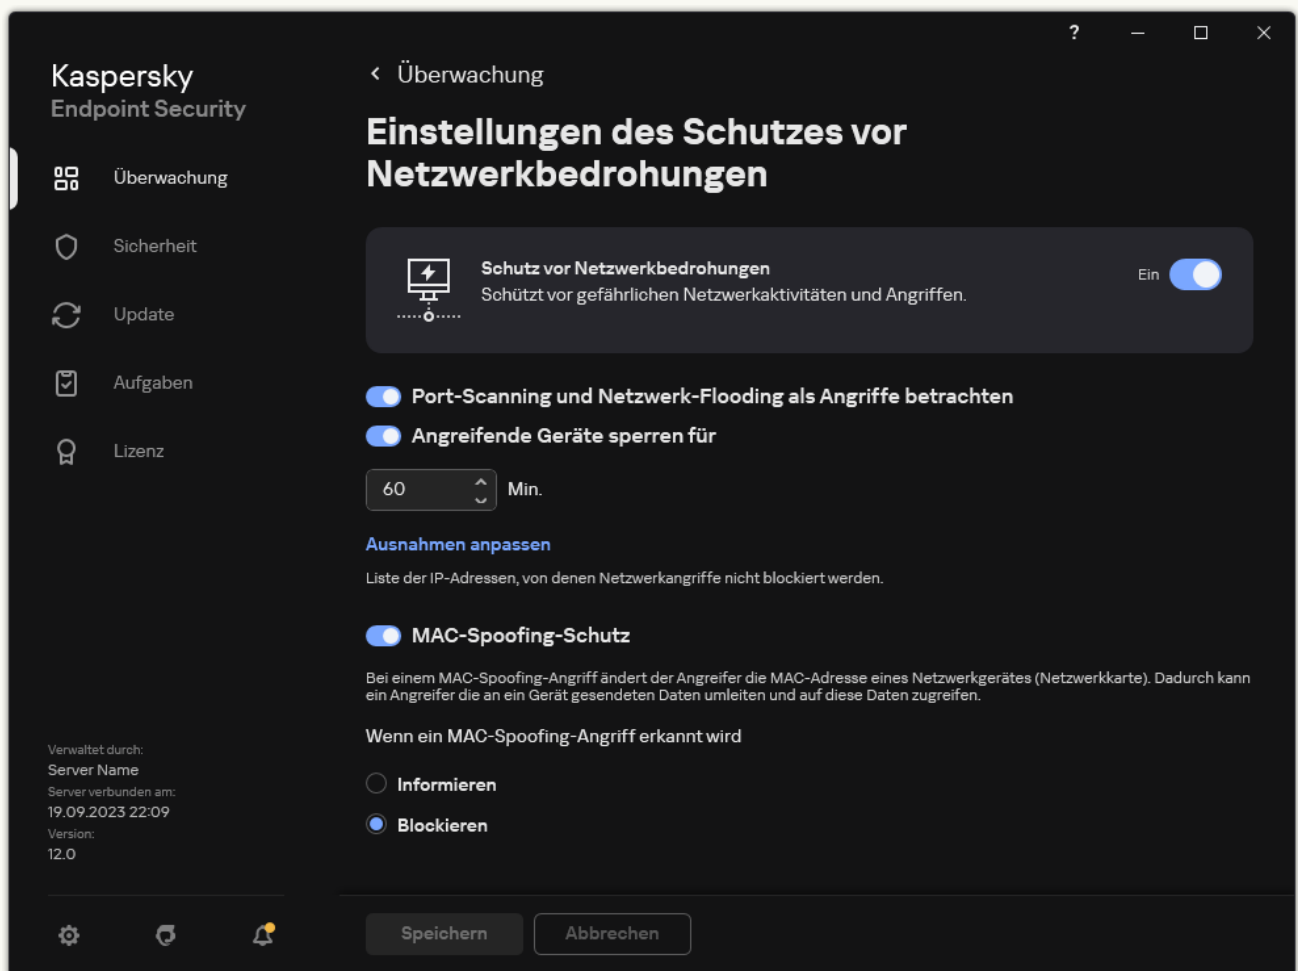 ?
Kaspersky
Endpoint Security
Überwachung
Sicherheit
Update
Aufgaben
Lizenz
Verwaltet durch:
Server Name
Server verbunden am:
19.09.2023 22:09
Version:
12.0
Überwachung
Einstellungen des Schutzes vor
Netzwerkbedrohungen
Schutz vor Netzwerkbedrohungen
Schützt vor gefährlichen Netzwerkaktivitäten und Angriffen.
Ein
Port-Scanning und Netzwerk-Flooding als Angriffe betrachten
Angreifende Geräte sperren für
60 Min.
Ausnahmen anpassen
Liste der IP-Adressen, von denen Netzwerkangriffe nicht blockiert werden.
MAC-Spoofing-Schutz
Bei einem MAC-Spoofing-Angriff ändert der Angreifer die MAC-Adresse eines Netzwerkgerätes (Netzwerkkarte). Dadurch kann
ein Angreifer die an ein Gerät gesendeten Daten umleiten und auf diese Daten zugreifen.
Wenn ein MAC-Spoofing-Angriff erkannt wird
Informieren
Blockieren
Speichern
Abbrechen